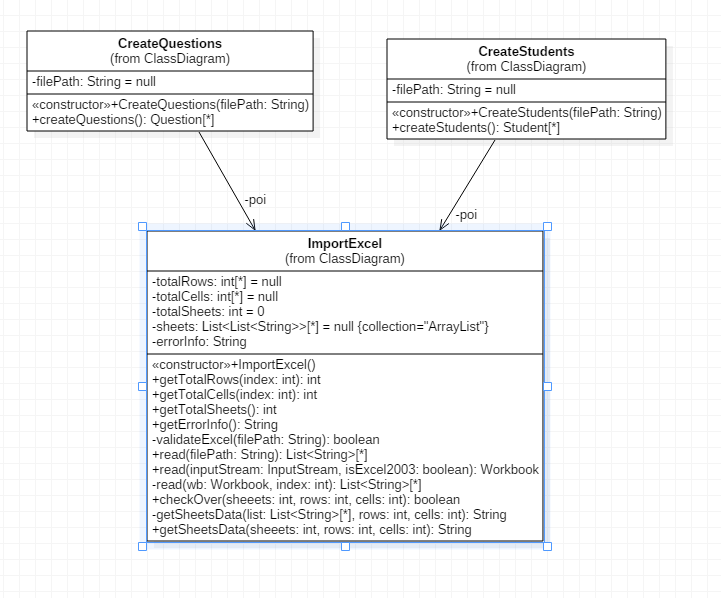 CreateQuestions
(from ClassDiagram)
-filePath: String = null
«constructor»+CreateQuestions(filePath: String)
+createQuestions(): Question[*]
CreateStudents
(from ClassDiagram)
-filePath: String = null
«constructor»+CreateStudents(filePath: String)
+createStudents(): Student[*]
-poi
-poi
ImportExcel
(from ClassDiagram)
-totalRows: int[*] = null
-totalCells: int[*] = null
-totalSheets: int = 0
-sheets: List<List<String>>[*] = null {collection="ArrayList"}
-errorInfo: String
«constructor»+ImportExcel()
+getTotalRows(index: int): int
+getTotalCells(index: int): int
+getTotalSheets(): int
+getErrorInfo(): String
-validateExcel(filePath: String): boolean
+read(filePath: String): List<String>[*]
+read(inputStream: InputStream, isExcel2003: boolean): Workbook
-read(wb: Workbook, index: int): List<String>[*]
+checkOver(sheeets: int, rows: int, cells: int): boolean
-getSheetsData(list: List<String>[*], rows: int, cells: int): String
+getSheetsData(sheeets: int, rows: int, cells: int): String